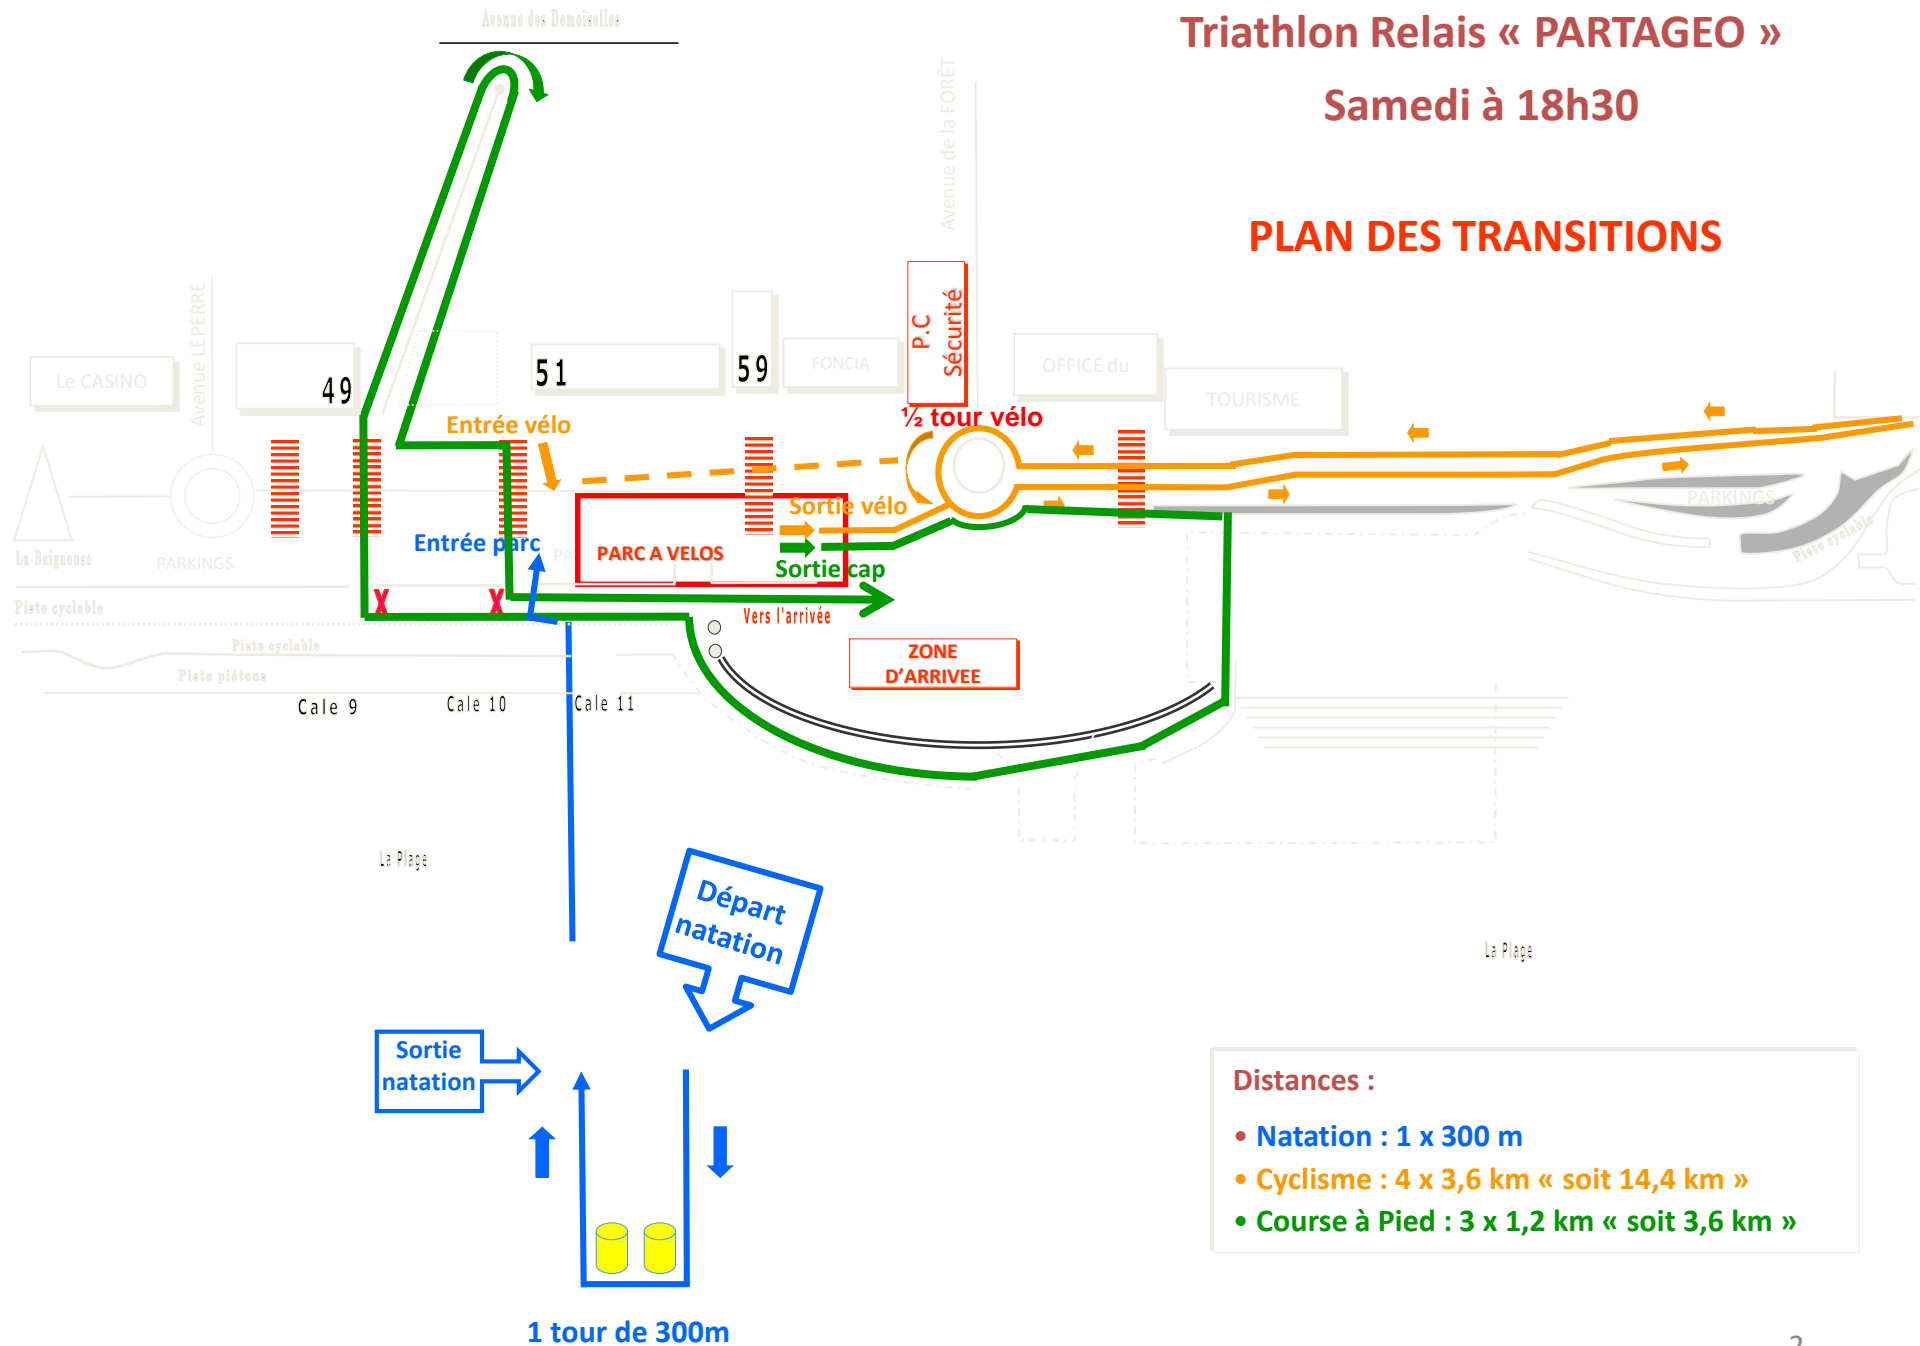 Avenue des Demoiselles
Triathlon Relais « PARTAGEO »
Samedi à 18h30
PLAN DES TRANSITIONS
Avenue de la FORÊT
Avenue LEPERRE
P.C
Sécurité
Le CASINO
49
51
59
FONCIA
OFFICE du
TOURISME
½ tour vélo
Entrée vélo
Sortie vélo
PARKINGS
Entrée parc
PA
PARC A VELOS
Sortie cap
La Baigneuse
PARKINGS
Piste cyclable
Piste cyclable
X
X
Vers l'arrivée
Piste cyclable
Piste piétons
ZONE
D'ARRIVEE
Cale 9
Cale 10
Cale 11
La Plage
Départ
natation
La Plage
Sortie
natation
Distances :
• Natation : 1 x 300 m
• Cyclisme : 4 x 3,6 km « soit 14,4 km »
• Course à Pied : 3 x 1,2 km « soit 3,6 km »
1 tour de 300m
2